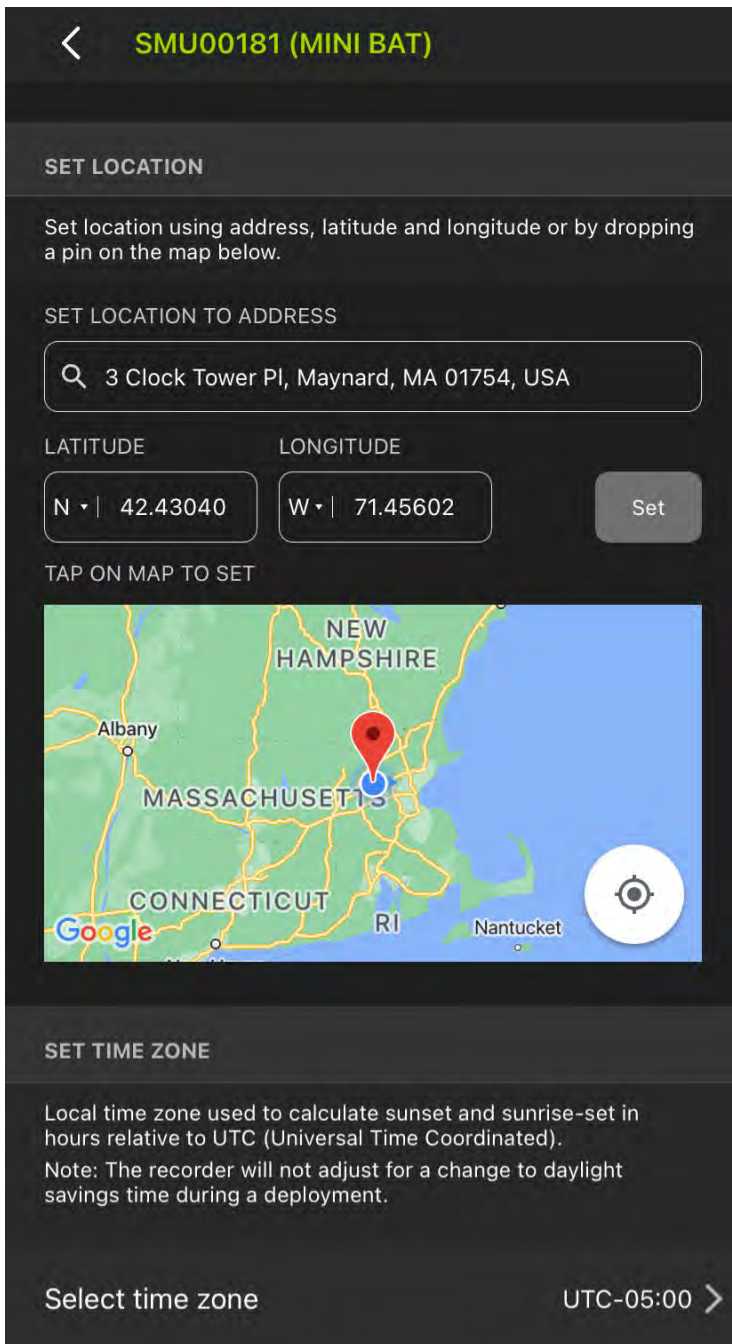 SMU00181 (MINI BAT)
SET LOCATION
Set location using address, latitude and longitude or by dropping
a pin on the map below.
SET LOCATION TO ADDRESS
3 Clock Tower Pl, Maynard, MA 01754, USA
LATITUDE LONGITUDE
N 42.43040 W 71.45602 Set
TAP ON MAP TO SET
NEW
HAMPSHIRE
Albany
MASSACHUSETTS
CONNECTICUT
RI
Nantucket
Google
SET TIME ZONE
Local time zone used to calculate sunset and sunrise-set in
hours relative to UTC (Universal Time Coordinated).
Note: The recorder will not adjust for a change to daylight
savings time during a deployment.
Select time zone UTC-05:00